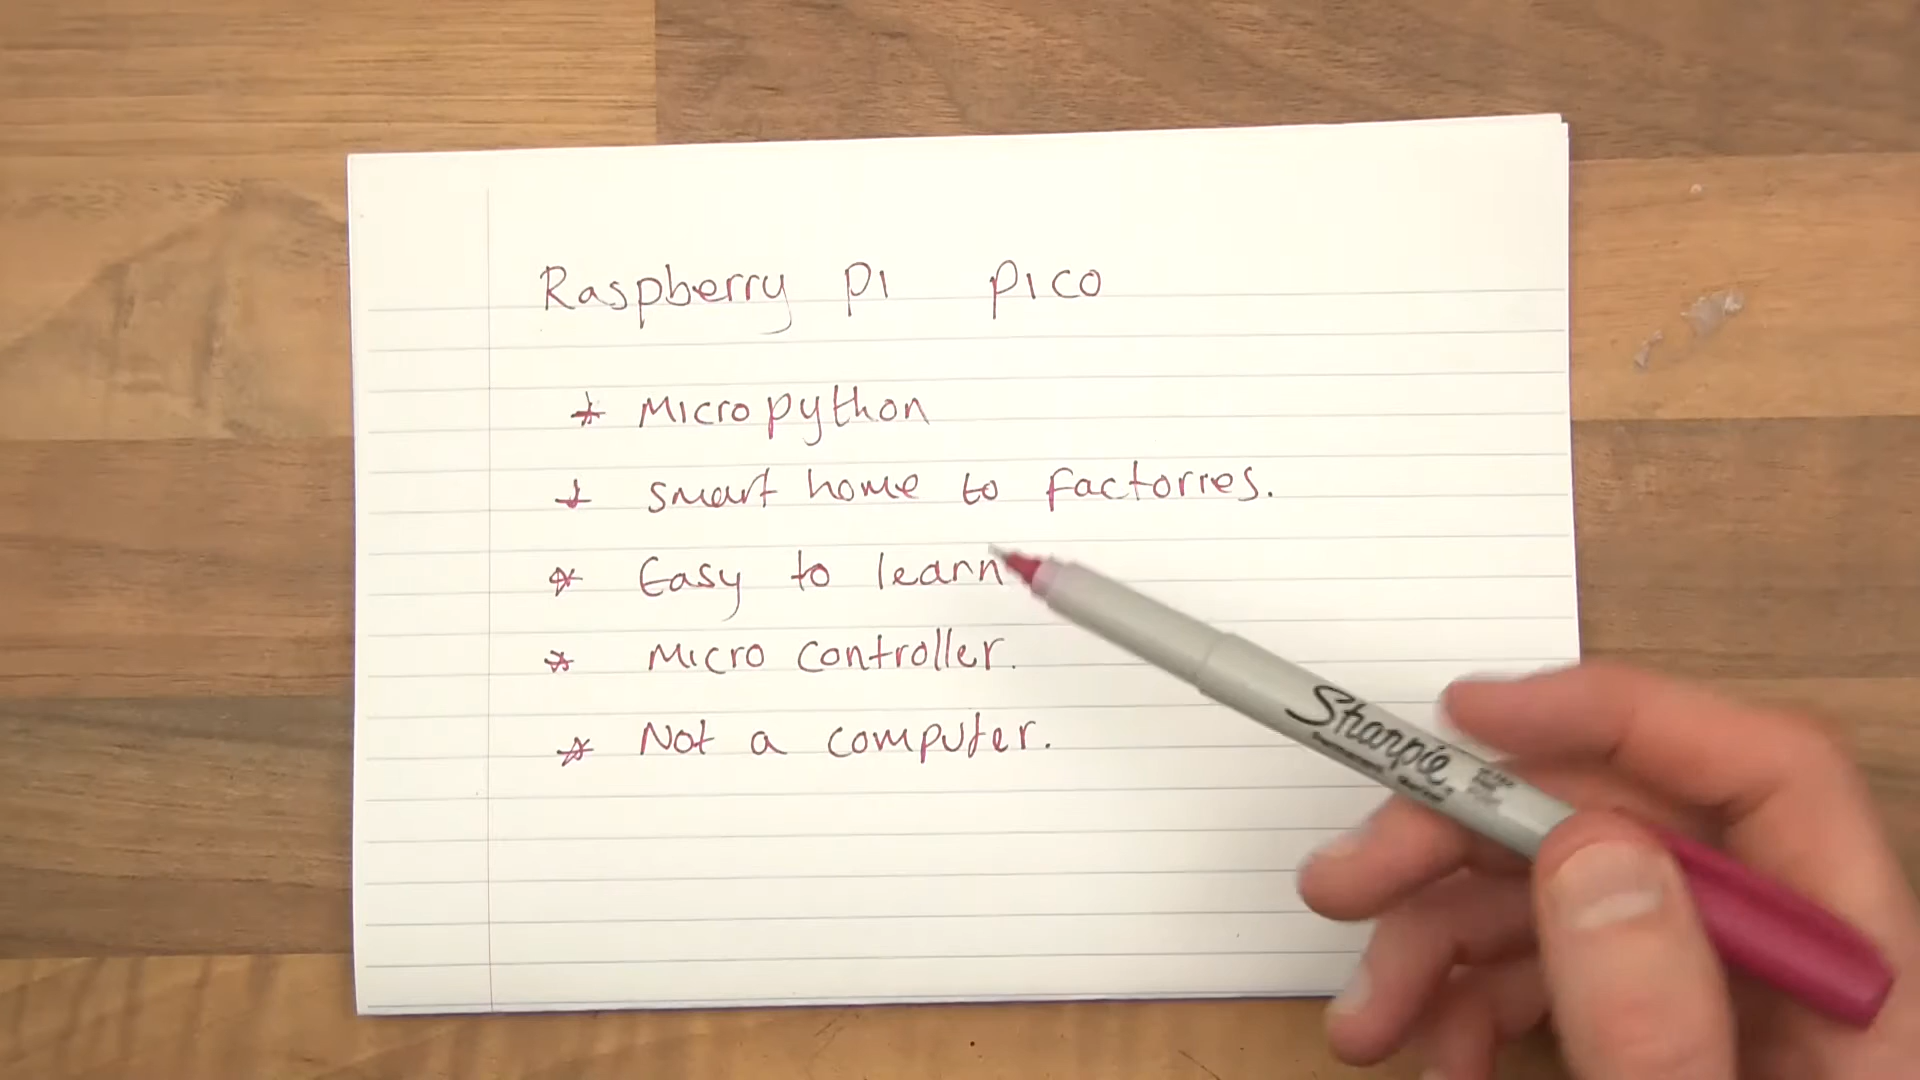 Raspberry Pi Pico
* Micropython
* smart home to factorres.
* Easy to learn
* Micro controller.
* Not a computer.
Sharpie